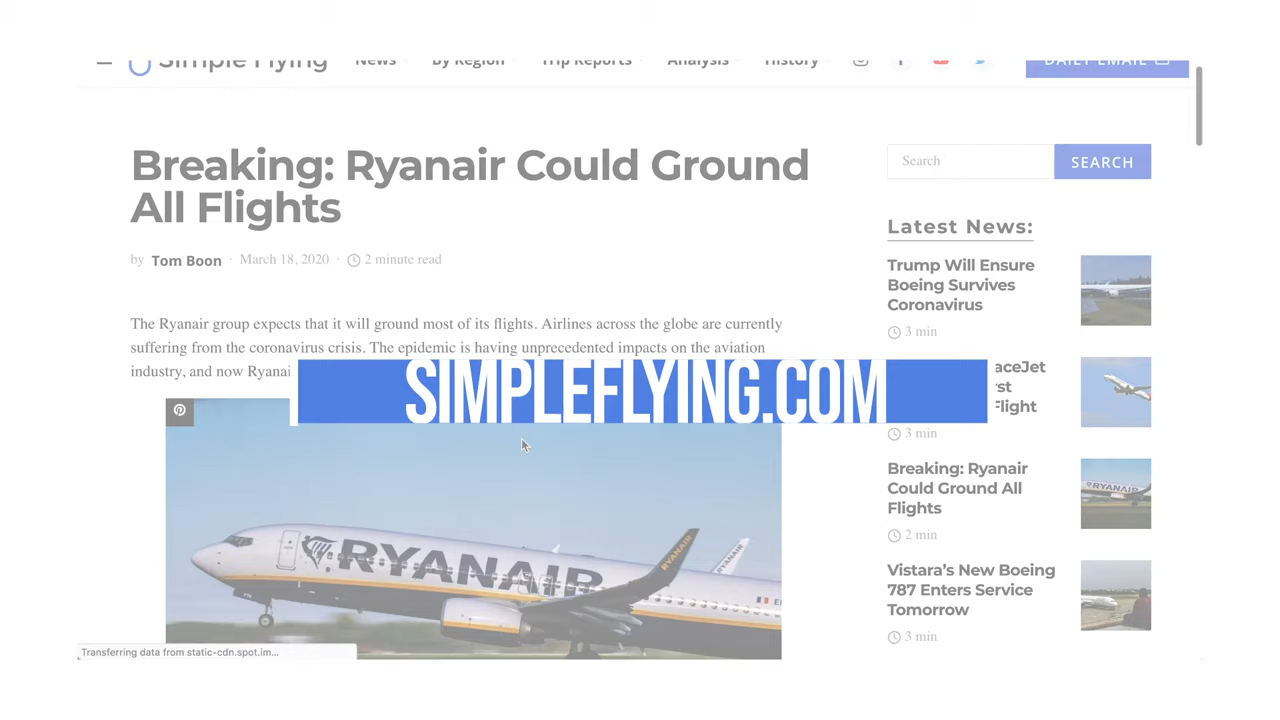 Simple Flying
News
By Region
Trip Reports
Analysis
History
DAILY EMAIL
Breaking: Ryanair Could Ground
All Flights
by Tom Boon · March 18, 2020 · 2 minute read
The Ryanair group expects that it will ground most of its flights. Airlines across the globe are currently
suffering from the coronavirus crisis. The epidemic is having unprecedented impacts on the aviation
industry, and now Ryanai
SIMPLEFLYING.COM
RYANAIR
RYANAIR
Transferring data from static-cdn.spot.im...
Search
SEARCH
Latest News:
Trump Will Ensure
Boeing Survives
Coronavirus
3 min
aceJet
rst
Flight
3 min
Breaking: Ryanair
Could Ground All
Flights
2 min
RYANAIR
Vistara’s New Boeing
787 Enters Service
Tomorrow
3 min